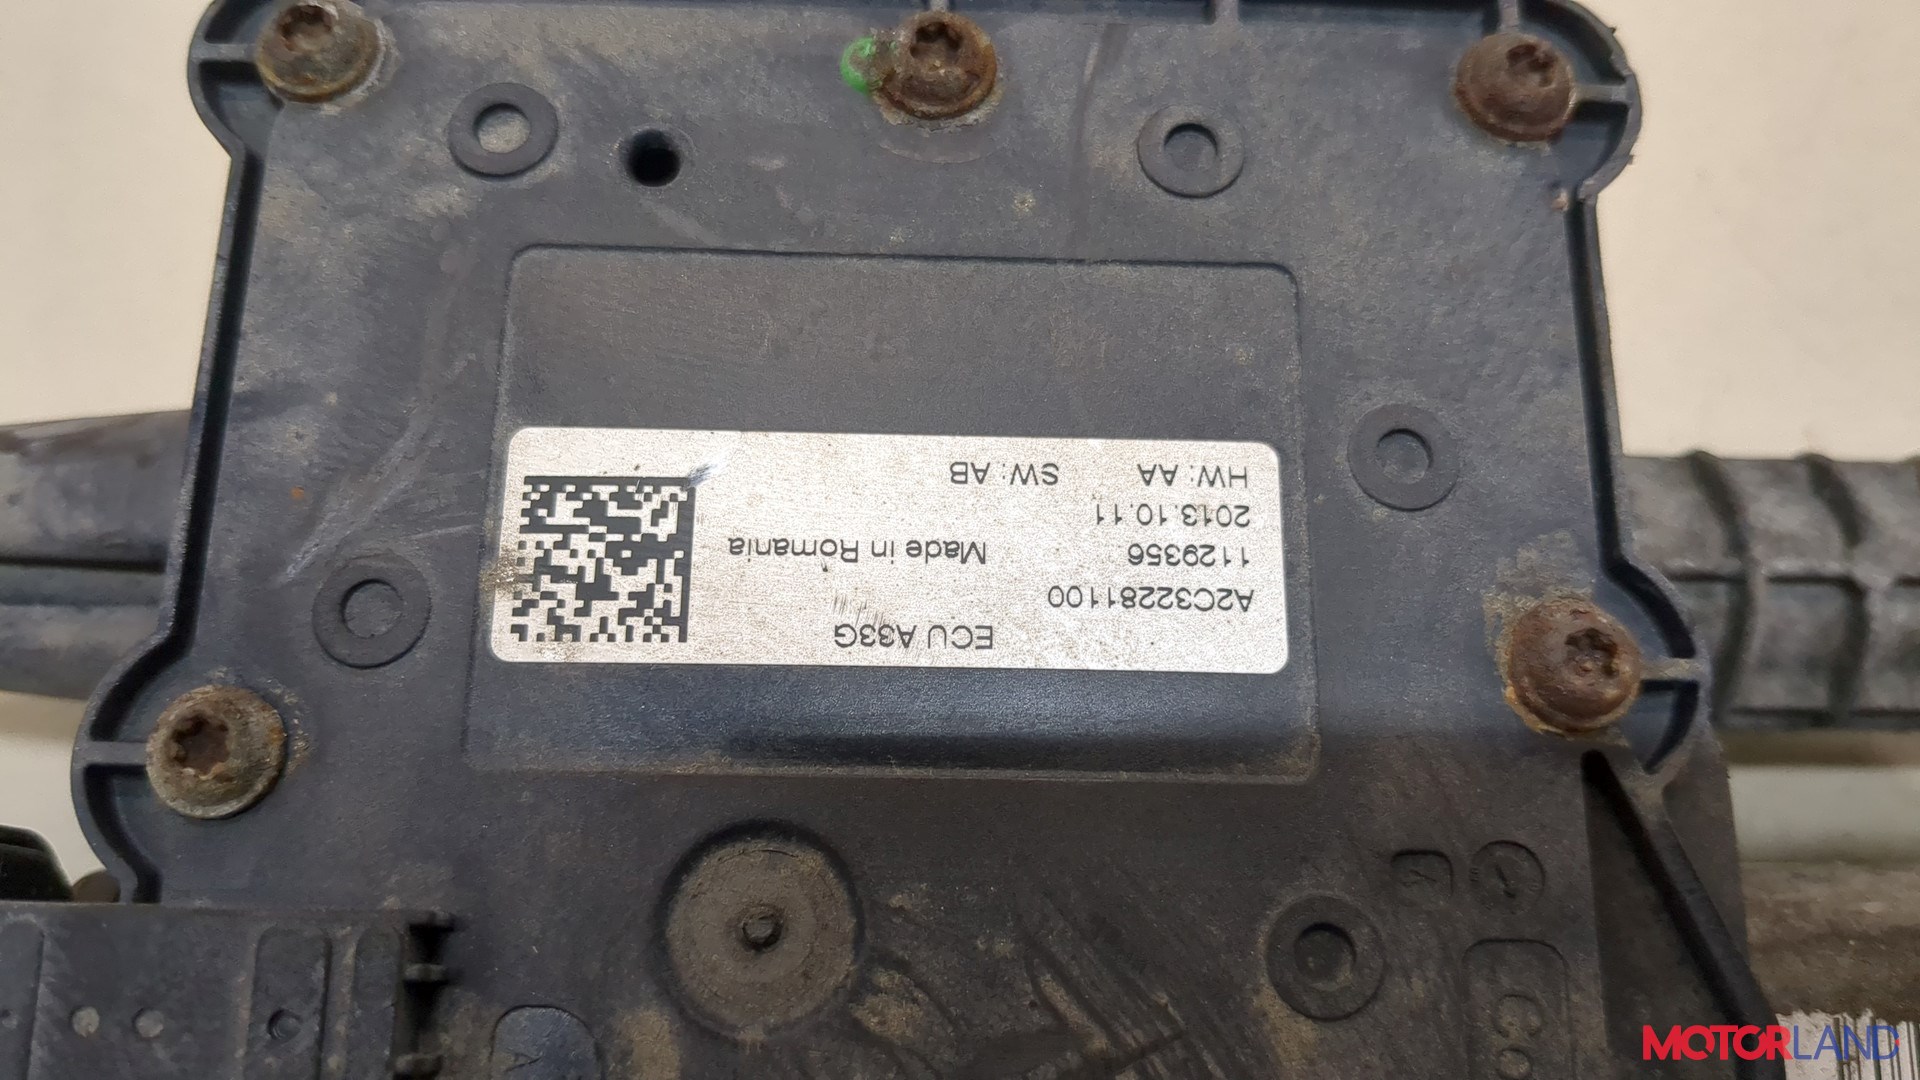 ECU A33G
A2C32281100
1129356 Made in Romania
2013.10.11
HW: AA SW: AB
MOTORLAND